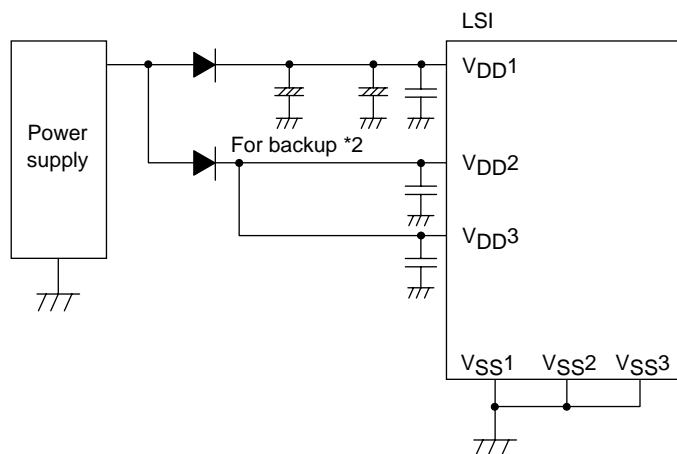 LSI
VDD1
Power
supply
For backup *2
VDD2
VDD3
VSS1 VSS2 VSS3